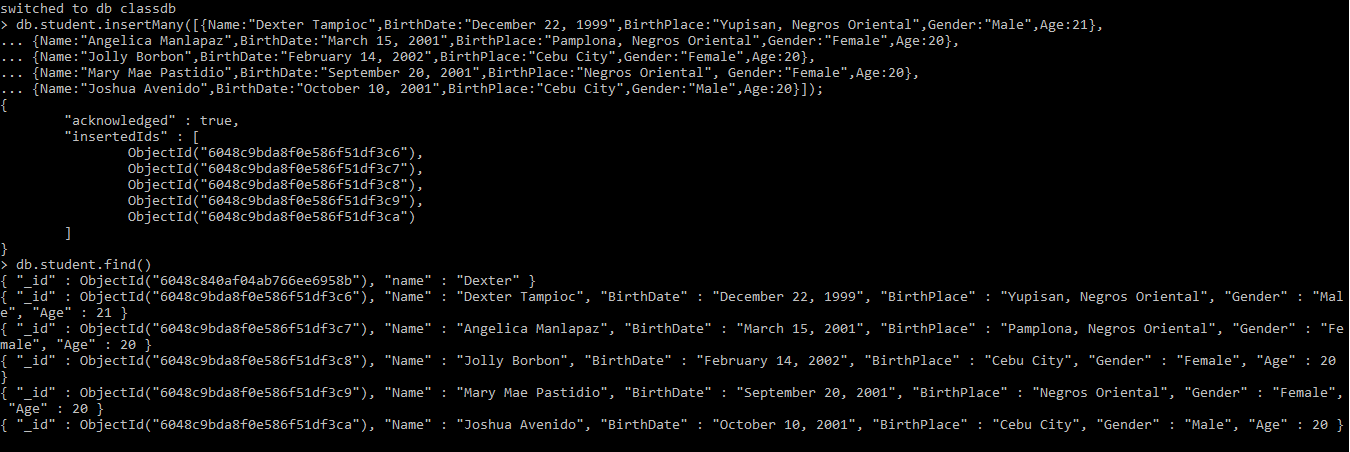 switched to db classdb
> db.student.insertMany([{Name:"Dexter Tampioc",BirthDate:"December 22, 1999",BirthPlace:"Yupisan, Negros Oriental",Gender:"Male",Age:21},
... {Name:"Angelica Manlapaz",BirthDate:"March 15, 2001",BirthPlace:"Pamplona, Negros Oriental",Gender:"Female",Age:20},
... {Name:"Jolly Borbon",BirthDate:"February 14, 2002",BirthPlace:"Cebu City",Gender:"Female",Age:20},
... {Name:"Mary Mae Pastidio",BirthDate:"September 20, 2001",BirthPlace:"Negros Oriental", Gender:"Female",Age:20},
... {Name:"Joshua Avenido",BirthDate:"October 10, 2001",BirthPlace:"Cebu City",Gender:"Male",Age:20}]);
{
        "acknowledged" : true,
        "insertedIds" : [
                ObjectId("6048c9bda8f0e586f51df3c6"),
                ObjectId("6048c9bda8f0e586f51df3c7"),
                ObjectId("6048c9bda8f0e586f51df3c8"),
                ObjectId("6048c9bda8f0e586f51df3c9"),
                ObjectId("6048c9bda8f0e586f51df3ca")
        ]
}
> db.student.find()
{ "_id" : ObjectId("6048c840af04ab766ee6958b"), "name" : "Dexter" }
{ "_id" : ObjectId("6048c9bda8f0e586f51df3c6"), "Name" : "Dexter Tampioc", "BirthDate" : "December 22, 1999", "BirthPlace" : "Yupisan, Negros Oriental", "Gender" : "Mal
e", "Age" : 21 }
{ "_id" : ObjectId("6048c9bda8f0e586f51df3c7"), "Name" : "Angelica Manlapaz", "BirthDate" : "March 15, 2001", "BirthPlace" : "Pamplona, Negros Oriental", "Gender" : "Fe
male", "Age" : 20 }
{ "_id" : ObjectId("6048c9bda8f0e586f51df3c8"), "Name" : "Jolly Borbon", "BirthDate" : "February 14, 2002", "BirthPlace" : "Cebu City", "Gender" : "Female", "Age" : 20
}
{ "_id" : ObjectId("6048c9bda8f0e586f51df3c9"), "Name" : "Mary Mae Pastidio", "BirthDate" : "September 20, 2001", "BirthPlace" : "Negros Oriental", "Gender" : "Female",
 "Age" : 20 }
{ "_id" : ObjectId("6048c9bda8f0e586f51df3ca"), "Name" : "Joshua Avenido", "BirthDate" : "October 10, 2001", "BirthPlace" : "Cebu City", "Gender" : "Male", "Age" : 20 }